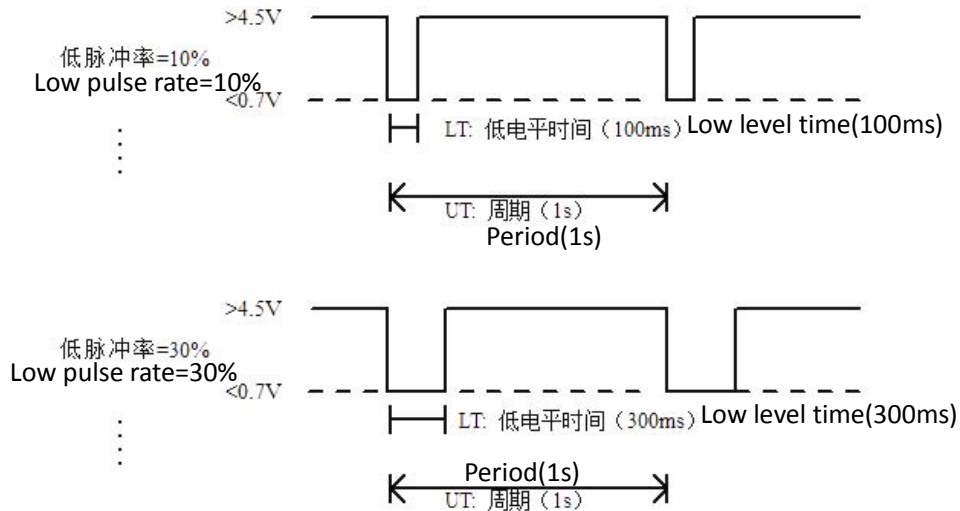 >4.5V
低脉冲率=10%
Low pulse rate=10%
<0.7V
LT: 低电平时间（100ms）Low level time(100ms)
UT: 周期（1s）
Period(1s)
>4.5V
低脉冲率=30%
Low pulse rate=30%
<0.7V
LT: 低电平时间（300ms）Low level time(300ms)
Period(1s)
UT: 周期（1s）